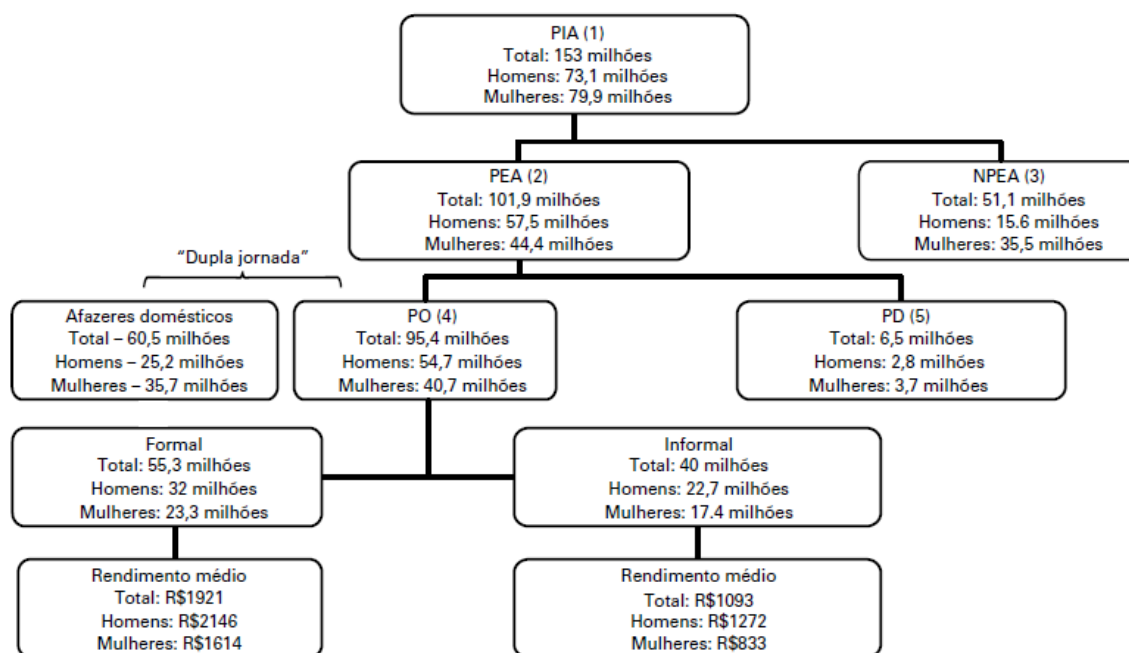 PIA (1)
Total: 153 milhões
Homens: 73,1 milhões
Mulheres: 79,9 milhões
PEA (2)
Total: 101,9 milhões
Homens: 57,5 milhões
Mulheres: 44,4 milhões
NPEA (3)
Total: 51,1 milhões
Homens: 15.6 milhões
Mulheres: 35,5 milhões
“Dupla jornada”
Afazeres domésticos
Total – 60,5 milhões
Homens – 25,2 milhões
Mulheres – 35,7 milhões
PO (4)
Total: 95,4 milhões
Homens: 54,7 milhões
Mulheres: 40,7 milhões
PD (5)
Total: 6,5 milhões
Homens: 2,8 milhões
Mulheres: 3,7 milhões
Formal
Total: 55,3 milhões
Homens: 32 milhões
Mulheres: 23,3 milhões
Informal
Total: 40 milhões
Homens: 22,7 milhões
Mulheres: 17.4 milhões
Rendimento médio
Total: R$1921
Homens: R$2146
Mulheres: R$1614
Rendimento médio
Total: R$1093
Homens: R$1272
Mulheres: R$833